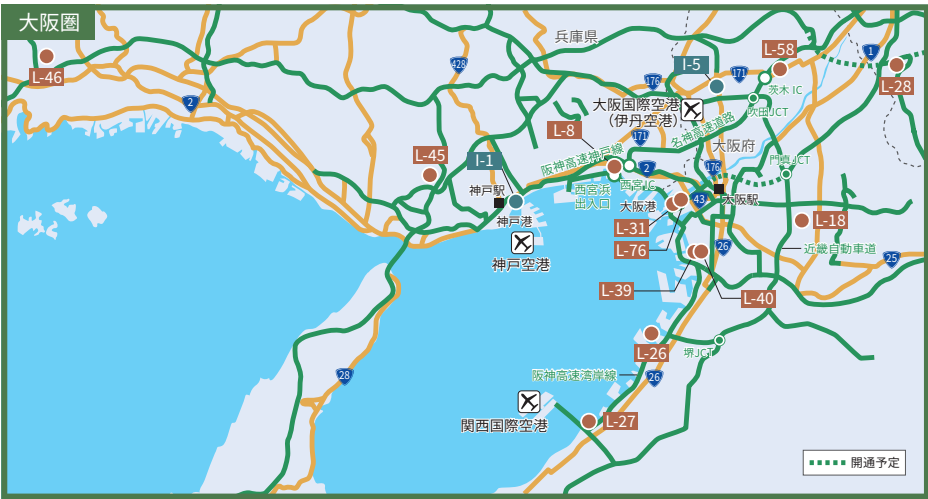 大阪圏
兵庫県
L-58
1
428
I-5
171
L-46
176
L-28
茨木 IC
2
大阪国際空港
(伊丹空港)
吹田JCT
L-8
171
名神高速道路
大阪府
L-45
I-1
阪神高速神戸線
門真JCT
2
176
西宮浜
出入口
西宮JCT
神戸駅
大阪港
43
大阪駅
神戸港
L-31
L-18
L-76
26
近畿自動車道
神戸空港
25
L-39
L-40
L-26
堺JCT
28
阪神高速湾岸線
26
関西国際空港
L-27
開通予定